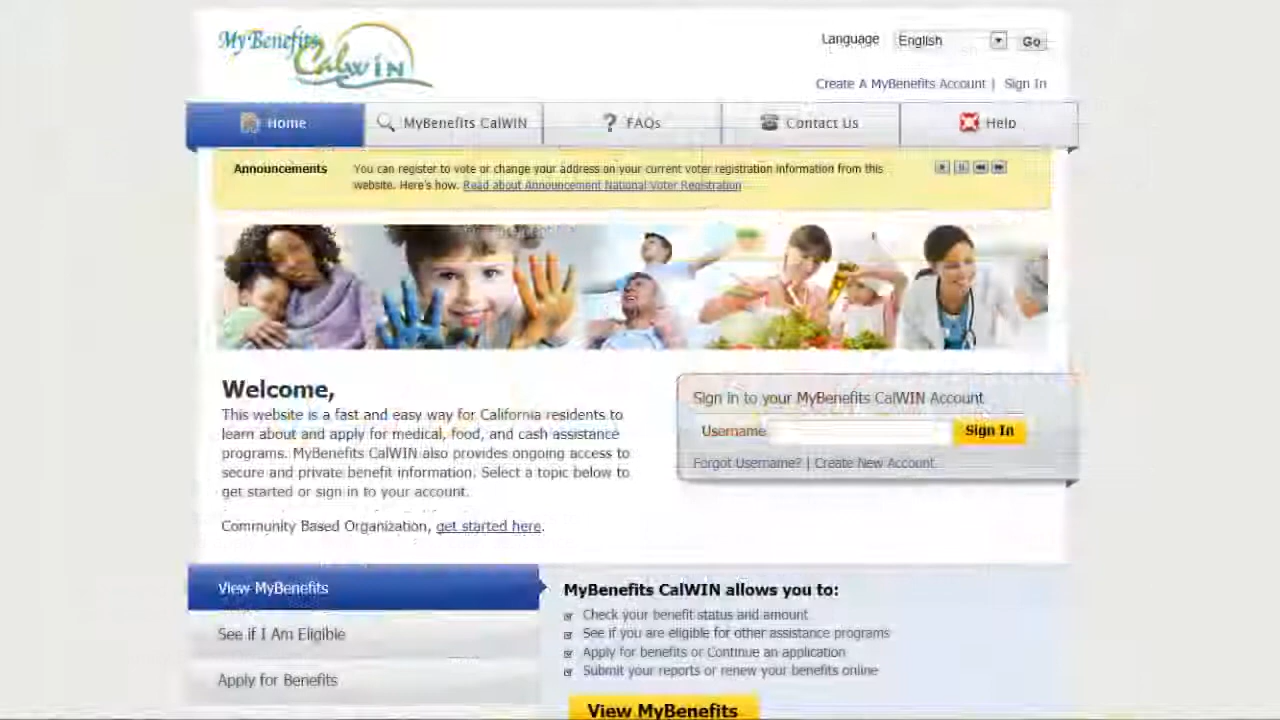 MyBenefits
CalWIN
Language English Go
Create A MyBenefits Account | Sign In
Home MyBenefits CalWIN ? FAQs Contact Us Help
Announcements You can register to vote or change your address on your current voter registration information from this
website. Here's how. Read about Announcement National Voter Registration
Welcome,
This website is a fast and easy way for California residents to
learn about and apply for medical, food, and cash assistance
programs. MyBenefits CalWIN also provides ongoing access to
secure and private benefit information. Select a topic below to
get started or sign in to your account.
Community Based Organization, get started here.
Sign in to your MyBenefits CalWIN Account
Username Sign In
Forgot Username? | Create New Account
View MyBenefits
See if I Am Eligible
Apply for Benefits
MyBenefits CalWIN allows you to:
Check your benefit status and amount
See if you are eligible for other assistance programs
Apply for benefits or Continue an application
Submit your reports or renew your benefits online
View MyBenefits